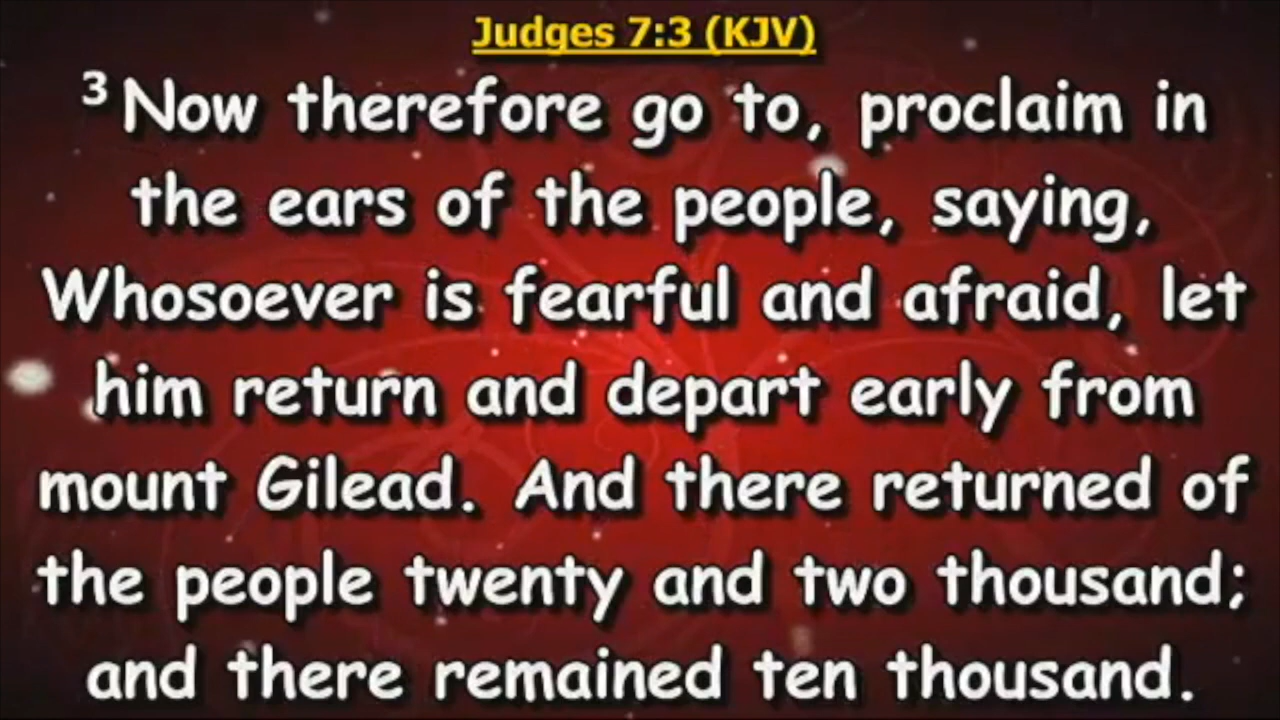 Judges 7:3 (KJV)
3 Now therefore go to, proclaim in
the ears of the people, saying,
Whosoever is fearful and afraid, let
him return and depart early from
mount Gilead. And there returned of
the people twenty and two thousand;
and there remained ten thousand.